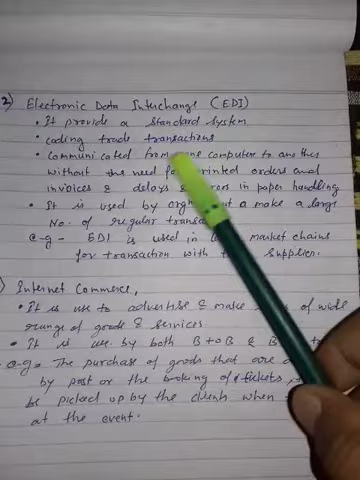 2) Electronic Data Interchange (EDI)
• It provide a standard system
• coding trade transactions
• Communicated from one computer to another
without the need for printed orders and
invoices & delays & errors in paper handling
• It is used by orgni that a make a large
No. of regular transac
e.g - EDI is used in market chains
for transaction with supplier.
) Internet Commerce,
• It is use to advertise & make of wide
range of goods & services
• It is use by both B to B & B to
e.g. - The purchase of goods that are
by post or the booking of tickets,
be picked up by the clients when
at the event.